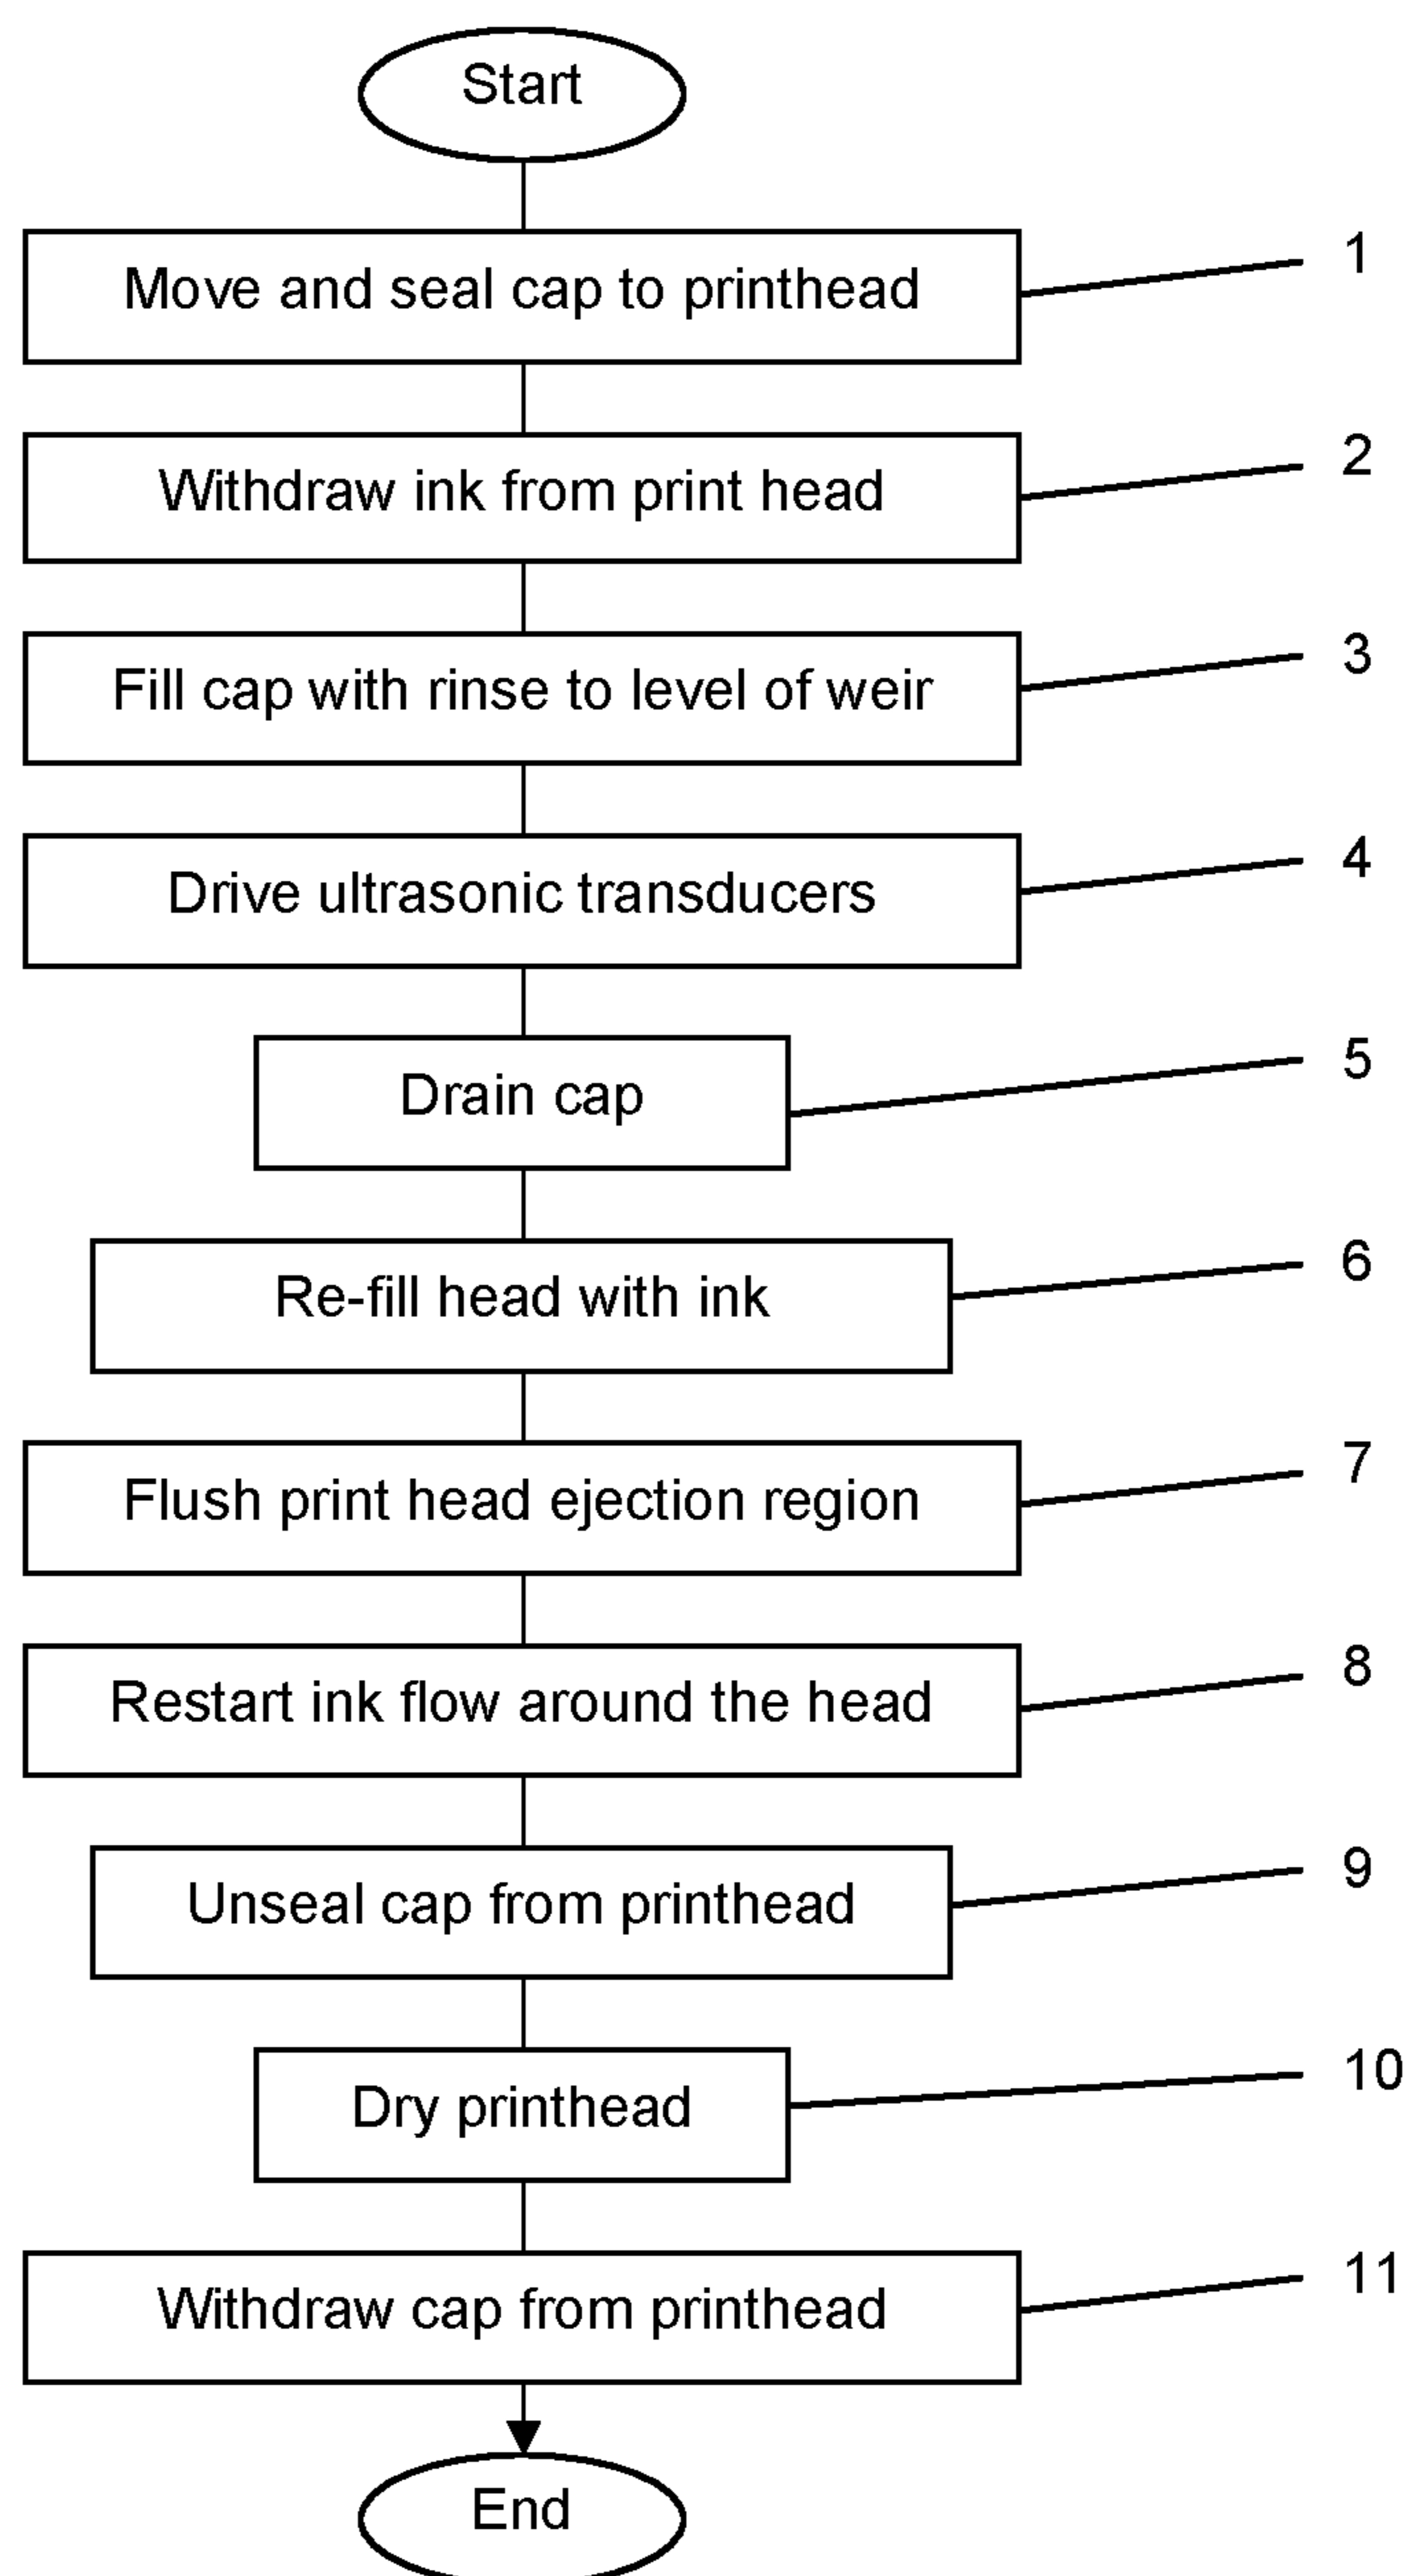 Start
Move and seal cap to printhead
1
Withdraw ink from print head
2
Fill cap with rinse to level of weir
3
Drive ultrasonic transducers
4
Drain cap
5
Re-fill head with ink
6
Flush print head ejection region
7
Restart ink flow around the head
8
Unseal cap from printhead
9
Dry printhead
10
Withdraw cap from printhead
11
End